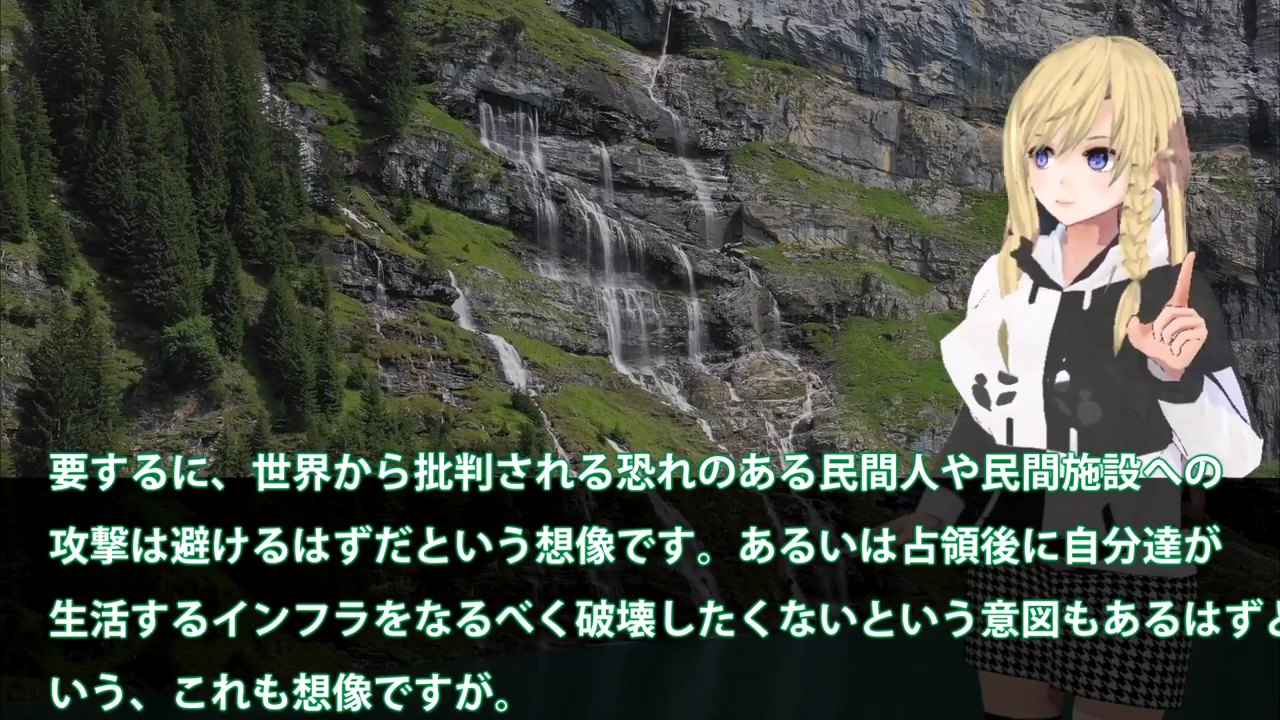 要するに、世界から批判される恐れのある民間人や民間施設への
攻撃は避けるはずだという想像です。あるいは占領後に自分達が
生活するインフラをなるべく破壊したくないという意図もあるはずと
いう、これも想像ですが。